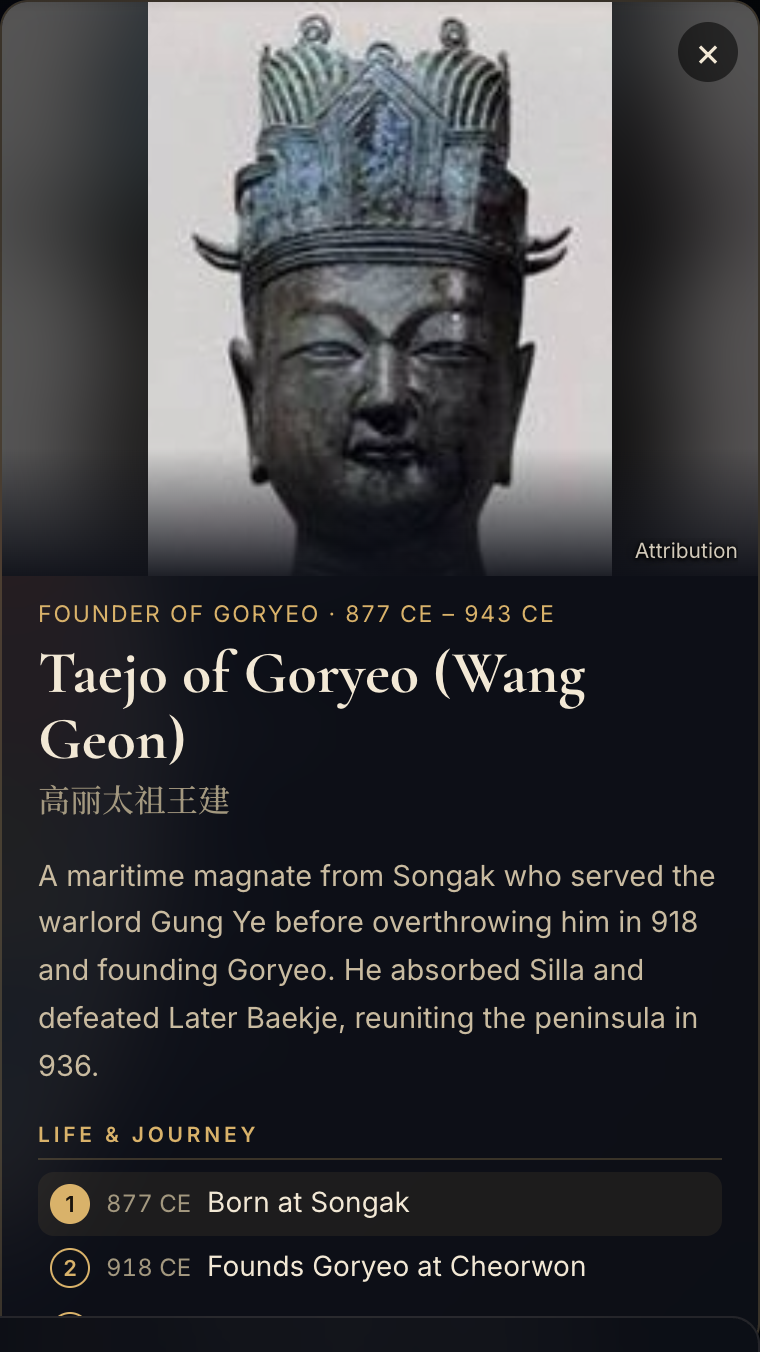 ×
Attribution
FOUNDER OF GORYEO · 877 CE – 943 CE
Taejo of Goryeo (Wang
Geon)
高丽太祖王建
A maritime magnate from Songak who served the
warlord Gung Ye before overthrowing him in 918
and founding Goryeo. He absorbed Silla and
defeated Later Baekje, reuniting the peninsula in
936.
LIFE & JOURNEY
1 877 CE Born at Songak
2 918 CE Founds Goryeo at Cheorwon